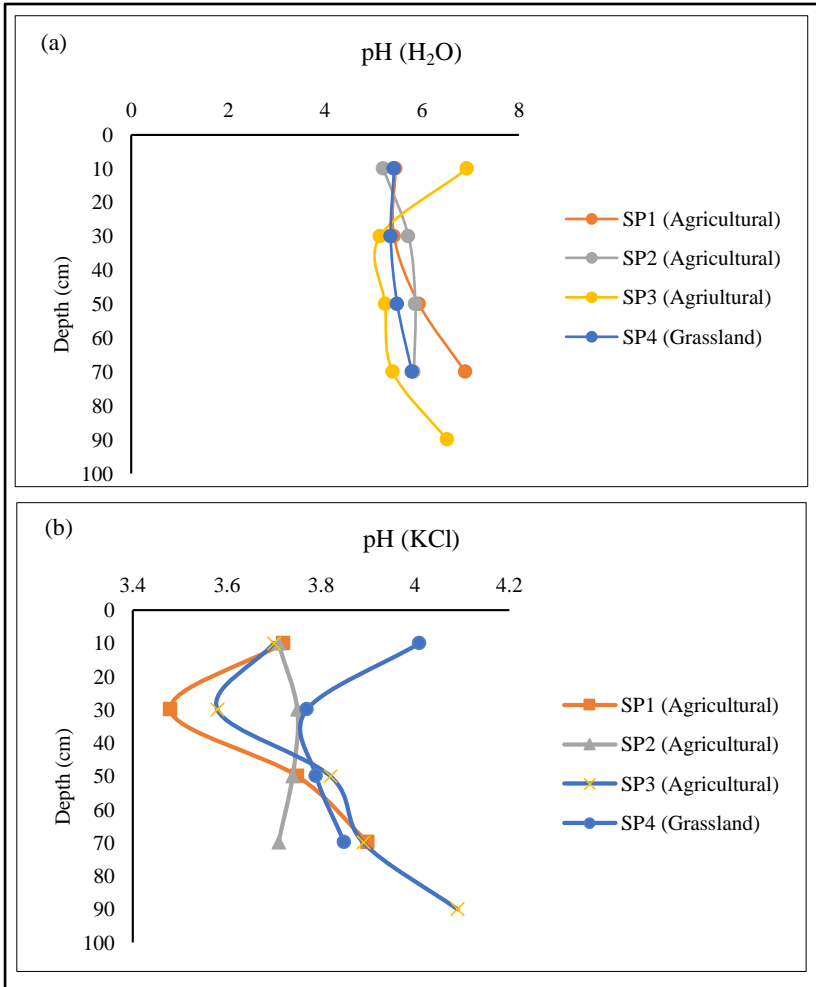 (a)
pH (H₂O)
0 2 4 6 8
0
10
20
30
40
50
60
70
80
90
100
Depth (cm)
SP1 (Agricultural)
SP2 (Agricultural)
SP3 (Agriultural)
SP4 (Grassland)
(b)
pH (KCl)
3.4 3.6 3.8 4 4.2
0
10
20
30
40
50
60
70
80
90
100
Depth (cm)
SP1 (Agricultural)
SP2 (Agricultural)
SP3 (Agricultural)
SP4 (Grassland)